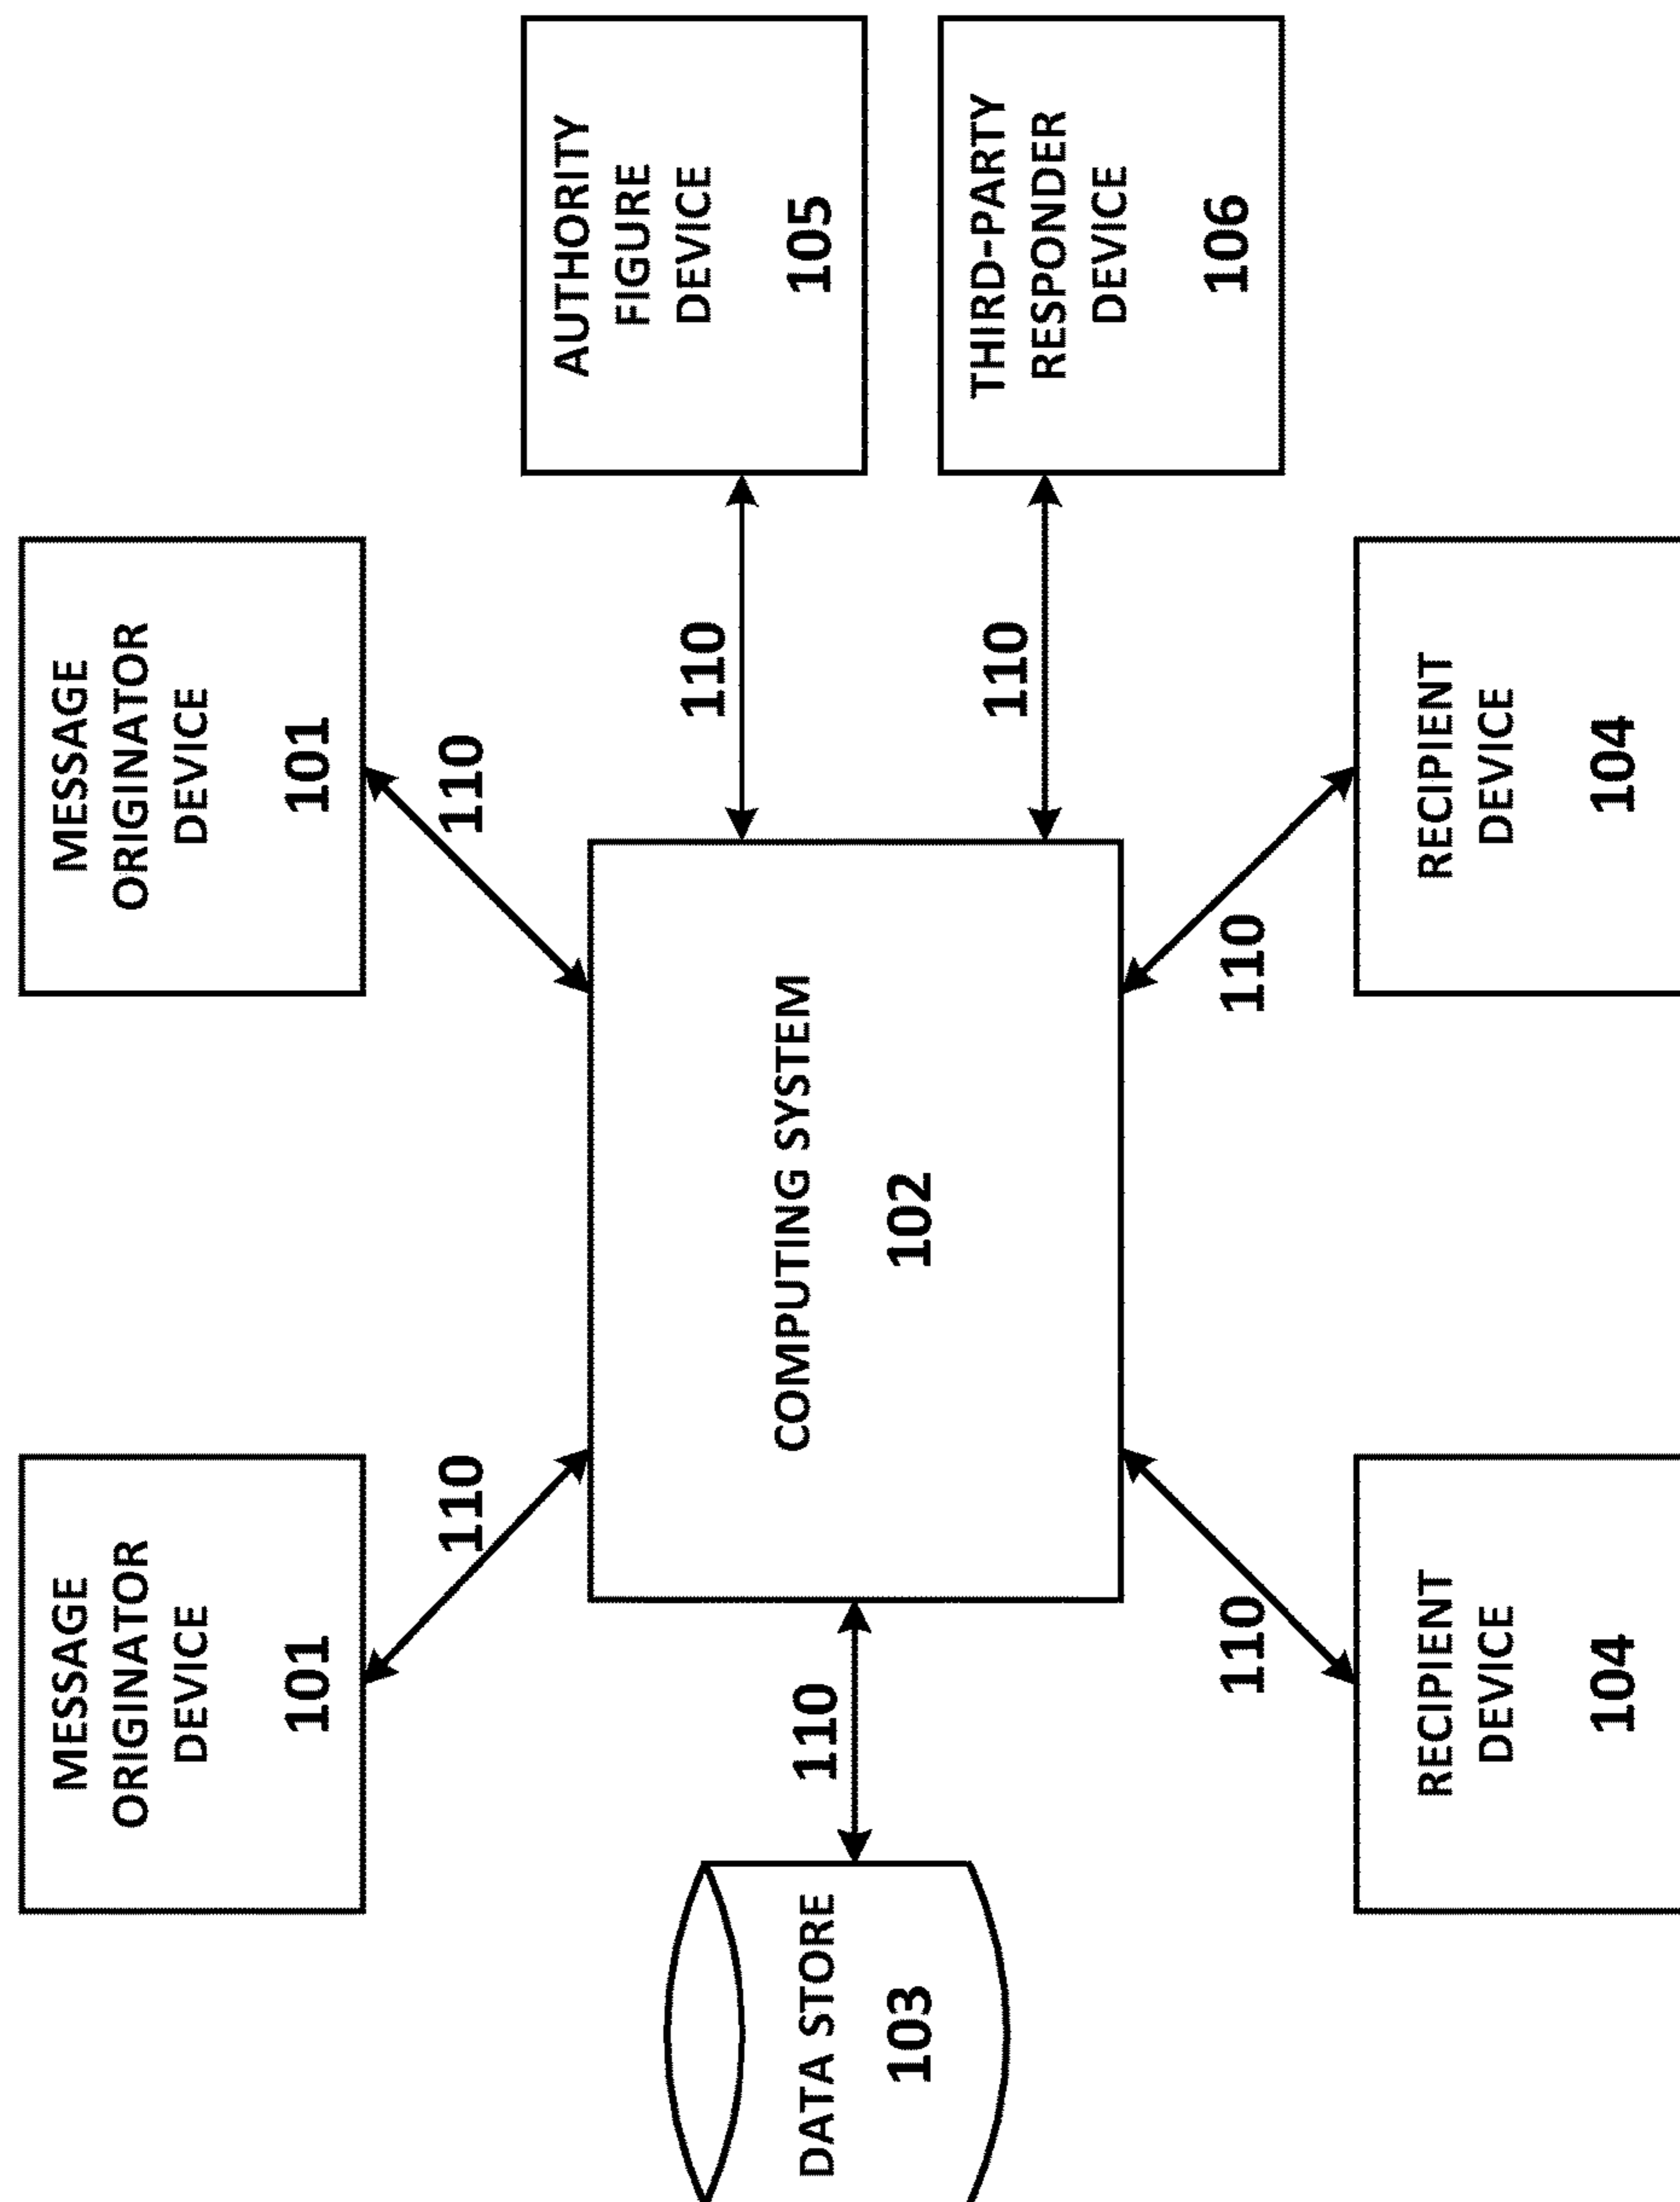 MESSAGE
ORIGINATOR
DEVICE
101
MESSAGE
ORIGINATOR
DEVICE
101
110
110
DATA STORE
103
110
COMPUTING SYSTEM
102
110
AUTHORITY
FIGURE
DEVICE
105
110
THIRD-PARTY
RESPONDER
DEVICE
106
110
110
RECIPIENT
DEVICE
104
RECIPIENT
DEVICE
104